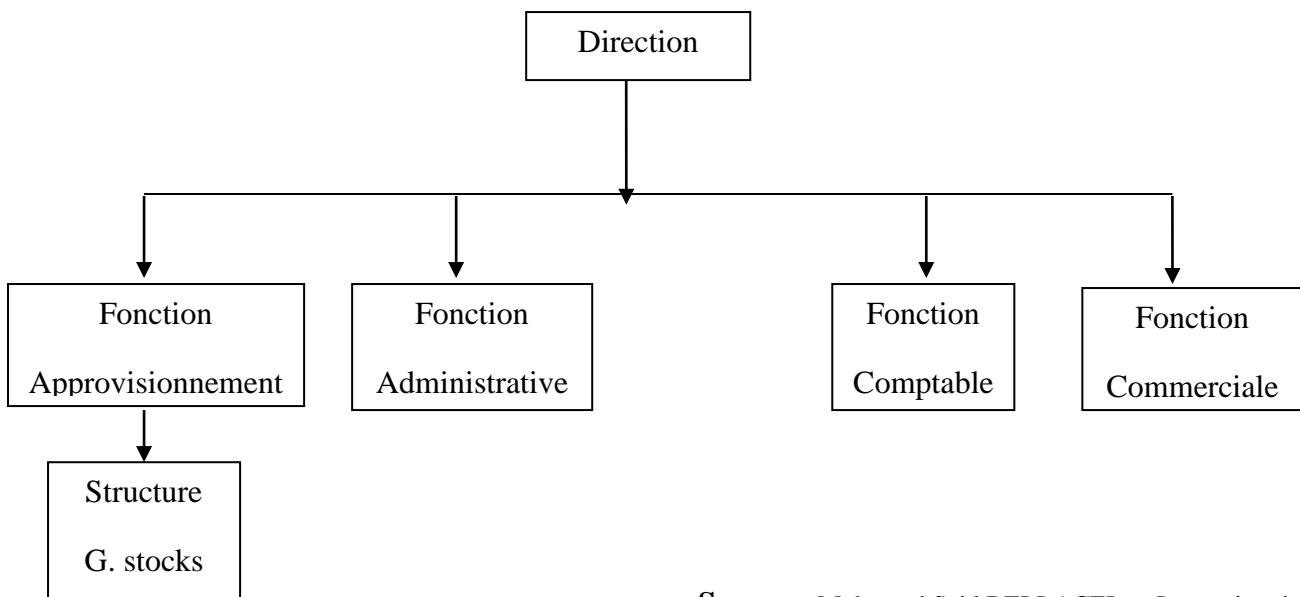 Direction
Fonction
Approvisionnement
Fonction
Administrative
Fonction
Comptable
Fonction
Commerciale
Structure
G. stocks